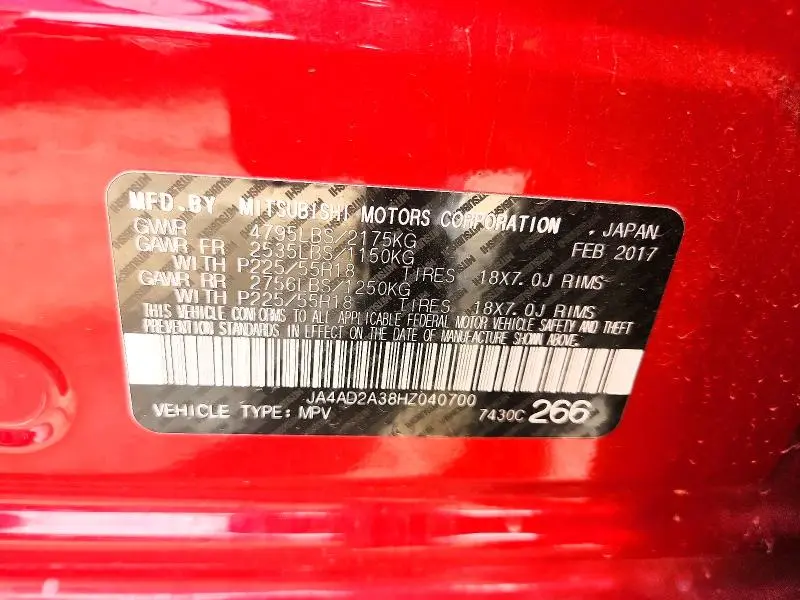 MFD.BY MITSUBISHI MOTORS CORPORATION , JAPAN
GVWR 4795LBS/2175KG FEB 2017
GAWR FR 2535LBS/1150KG
WITH P225/55R18 TIRES 18X7.0J RIMS
GAWR RR 2756LBS/1250KG
WITH P225/55R18 TIRES 18X7.0J RIMS
THIS VEHICLE CONFORMS TO ALL APPLICABLE FEDERAL MOTOR VEHICLE SAFETY AND THEFT
PREVENTION STANDARDS IN EFFECT ON THE DATE OF MANUFACTURE SHOWN ABOVE.
JA4AD2A38HZ040700
VEHICLE TYPE: MPV 7430C 266